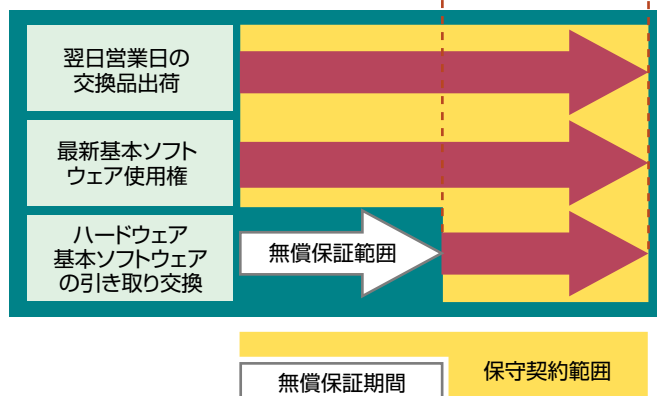 翌日営業日の
交換品出荷
最新基本ソフト
ウェア使用権
ハードウェア
基本ソフトウェア
の引き取り交換
無償保証範囲
保守契約範囲
無償保証期間